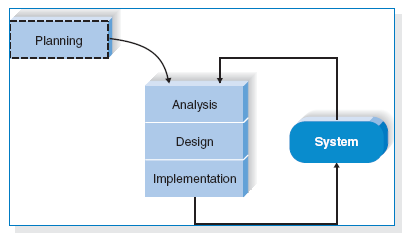 Planning
Analysis
Design
System
Implementation